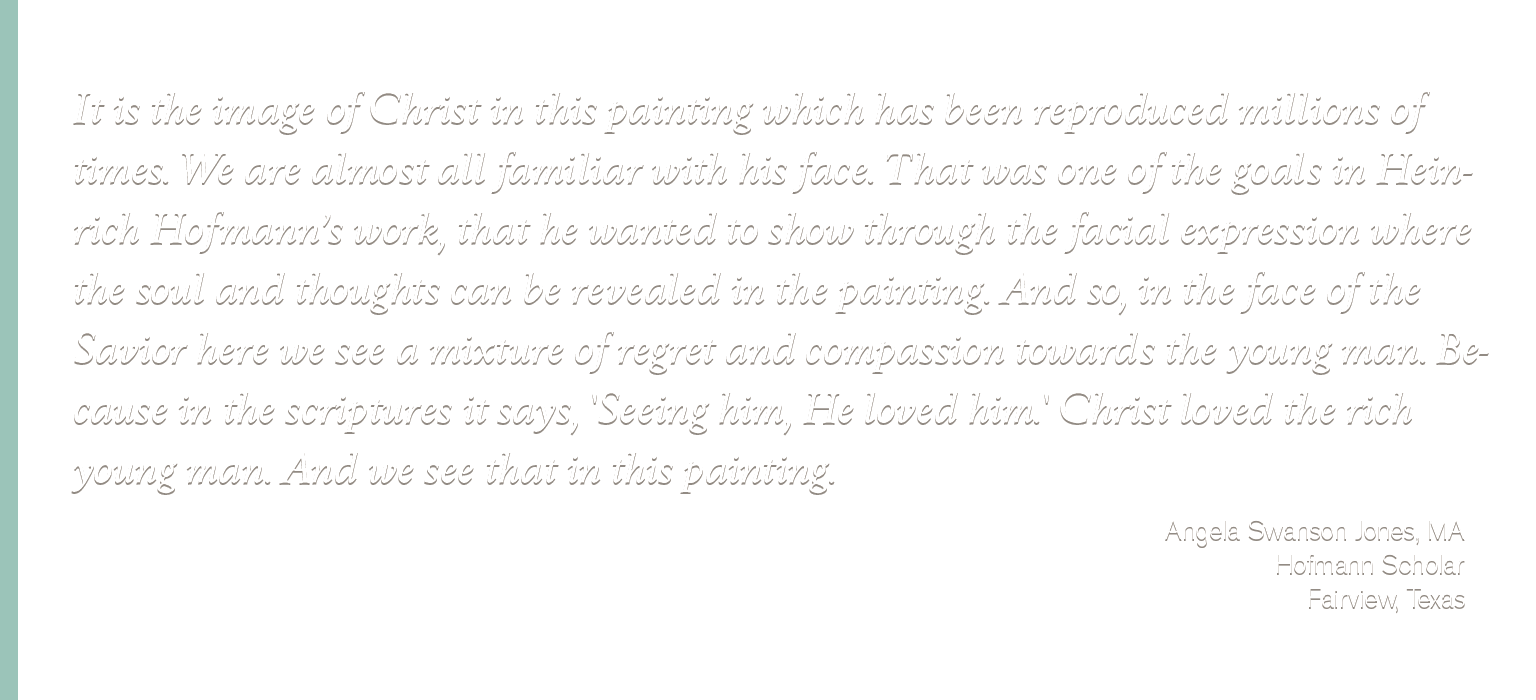 It is the image of Christ in this painting which has been reproduced millions of
times. We are almost all familiar with his face. That was one of the goals in Hein-
rich Hofmann’s work, that he wanted to show through the facial expression where
the soul and thoughts can be revealed in the painting. And so, in the face of the
Savior here we see a mixture of regret and compassion towards the young man. Be-
cause in the scriptures it says, 'Seeing him, He loved him.' Christ loved the rich
young man. And we see that in this painting.
Angela Swanson Jones, MA
Hofmann Scholar
Fairview, Texas